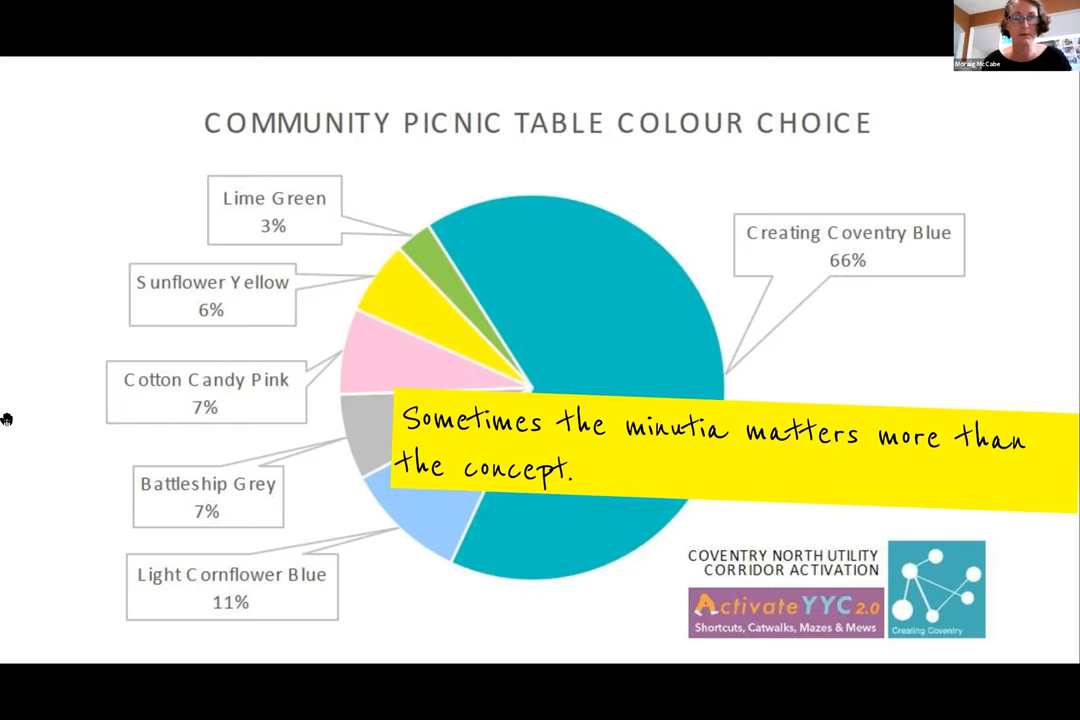 Moraig McCabe
COMMUNITY PICNIC TABLE COLOUR CHOICE
Lime Green
3%
Creating Coventry Blue
66%
Sunflower Yellow
6%
Cotton Candy Pink
7%
Sometimes the minutia matters more than
the concept.
Battleship Grey
7%
Light Cornflower Blue
11%
COVENTRY NORTH UTILITY
CORRIDOR ACTIVATION
ActivateYYC 2.0
Shortcuts, Catwalks, Mazes & Mews
Creating Coventry